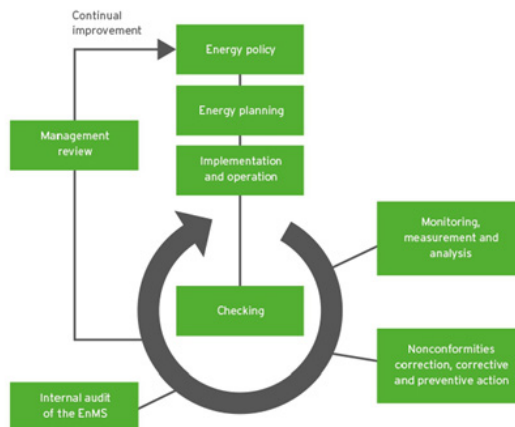 Continual
improvement
Energy policy
Energy planning
Management
review
Implementation
and operation
Monitoring,
measurement and
analysis
Checking
Nonconformities
correction, corrective
and preventive action
Internal audit
of the EnMS